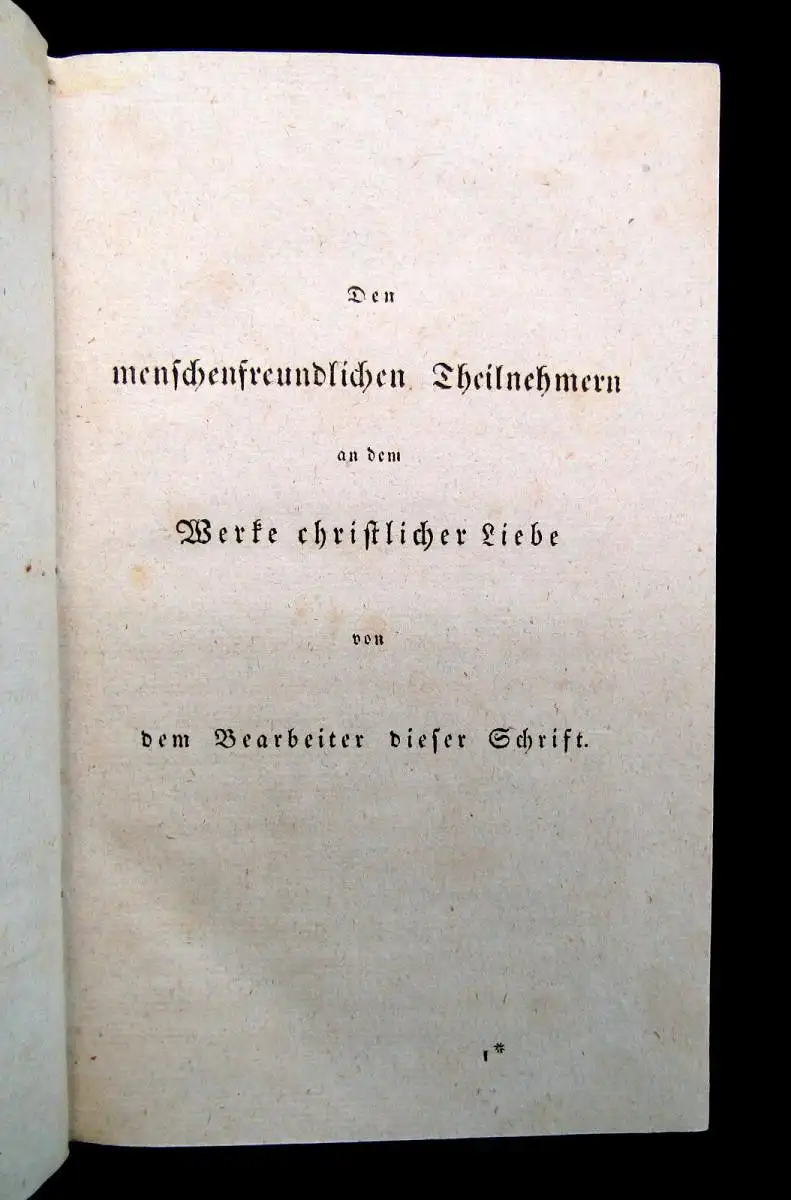 Den
menschenfreundlichen Theilnehmern
an dem
Werke christlicher Liebe
von
dem Bearbeiter dieser Schrift.
1*